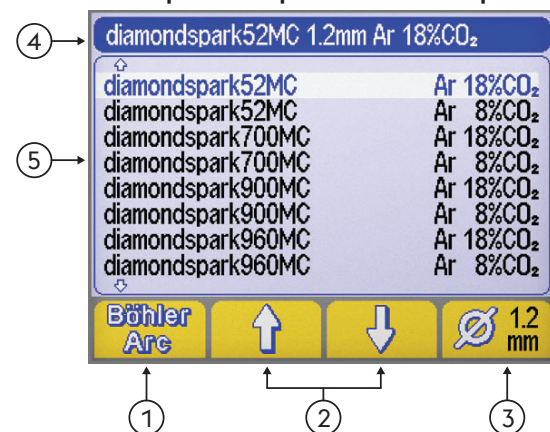 4
diamondspark52MC 1.2mm Ar 18%CO₂
5
diamondspark52MC Ar 18%CO₂
diamondspark52MC Ar 8%CO₂
diamondspark700MC Ar 18%CO₂
diamondspark700MC Ar 8%CO₂
diamondspark900MC Ar 18%CO₂
diamondspark900MC Ar 8%CO₂
diamondspark960MC Ar 18%CO₂
diamondspark960MC Ar 8%CO₂
Böhler
Arc
Ø 1.2
mm
1
2
3